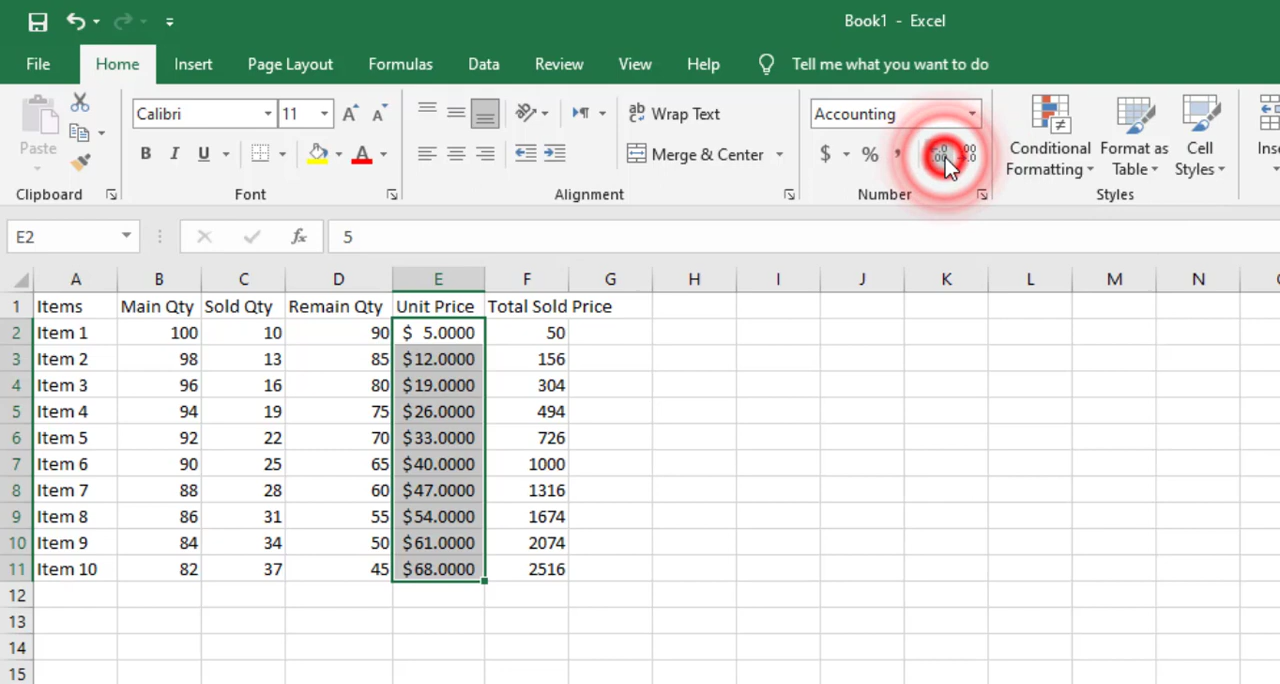 Book1 - Excel
File Home Insert Page Layout Formulas Data Review View Help Tell me what you want to do
Paste Calibri 11 Wrap Text Accounting Conditional Format as Cell
B I U A Merge & Center $ % , Formatting Table Styles
Clipboard Font Alignment Number Styles
E2 fx 5
A B C D E F G H I J K L M N
1 Items Main Qty Sold Qty Remain Qty Unit Price Total Sold Price
2 Item 1 100 10 90 $ 5.0000 50
3 Item 2 98 13 85 $12.0000 156
4 Item 3 96 16 80 $19.0000 304
5 Item 4 94 19 75 $26.0000 494
6 Item 5 92 22 70 $33.0000 726
7 Item 6 90 25 65 $40.0000 1000
8 Item 7 88 28 60 $47.0000 1316
9 Item 8 86 31 55 $54.0000 1674
10 Item 9 84 34 50 $61.0000 2074
11 Item 10 82 37 45 $68.0000 2516
12
13
14
15